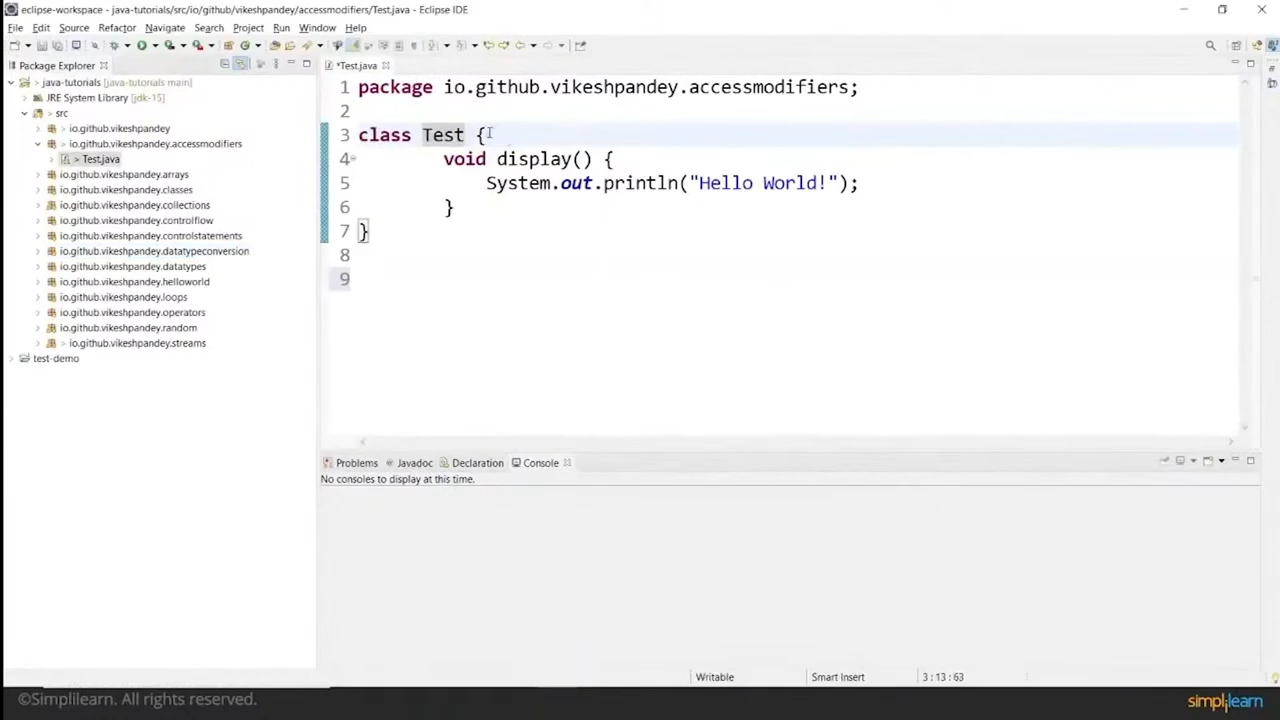 eclipse-workspace - java-tutorials/src/io/github/vikeshpandey/accessmodifiers/Test.java - Eclipse IDE
File Edit Source Refactor Navigate Search Project Run Window Help
Package Explorer
> java-tutorials [java-tutorials main]
JRE System Library [jdk-15]
> src
> io.github.vikeshpandey
> io.github.vikeshpandey.accessmodifiers
> Test.java
io.github.vikeshpandey.arrays
io.github.vikeshpandey.classes
io.github.vikeshpandey.collections
io.github.vikeshpandey.controlflow
io.github.vikeshpandey.controlstatements
io.github.vikeshpandey.datatypeconversion
io.github.vikeshpandey.datatypes
io.github.vikeshpandey.helloworld
io.github.vikeshpandey.loops
io.github.vikeshpandey.operators
io.github.vikeshpandey.random
> io.github.vikeshpandey.streams
test-demo
*Test.java
1 package io.github.vikeshpandey.accessmodifiers;
2
3 class Test {
4 void display() {
5 System.out.println("Hello World!");
6 }
7 }
8
9
Problems Javadoc Declaration Console
No consoles to display at this time.
Writable Smart Insert 3 : 13 : 63
©Simplilearn. All rights reserved.
simplilearn